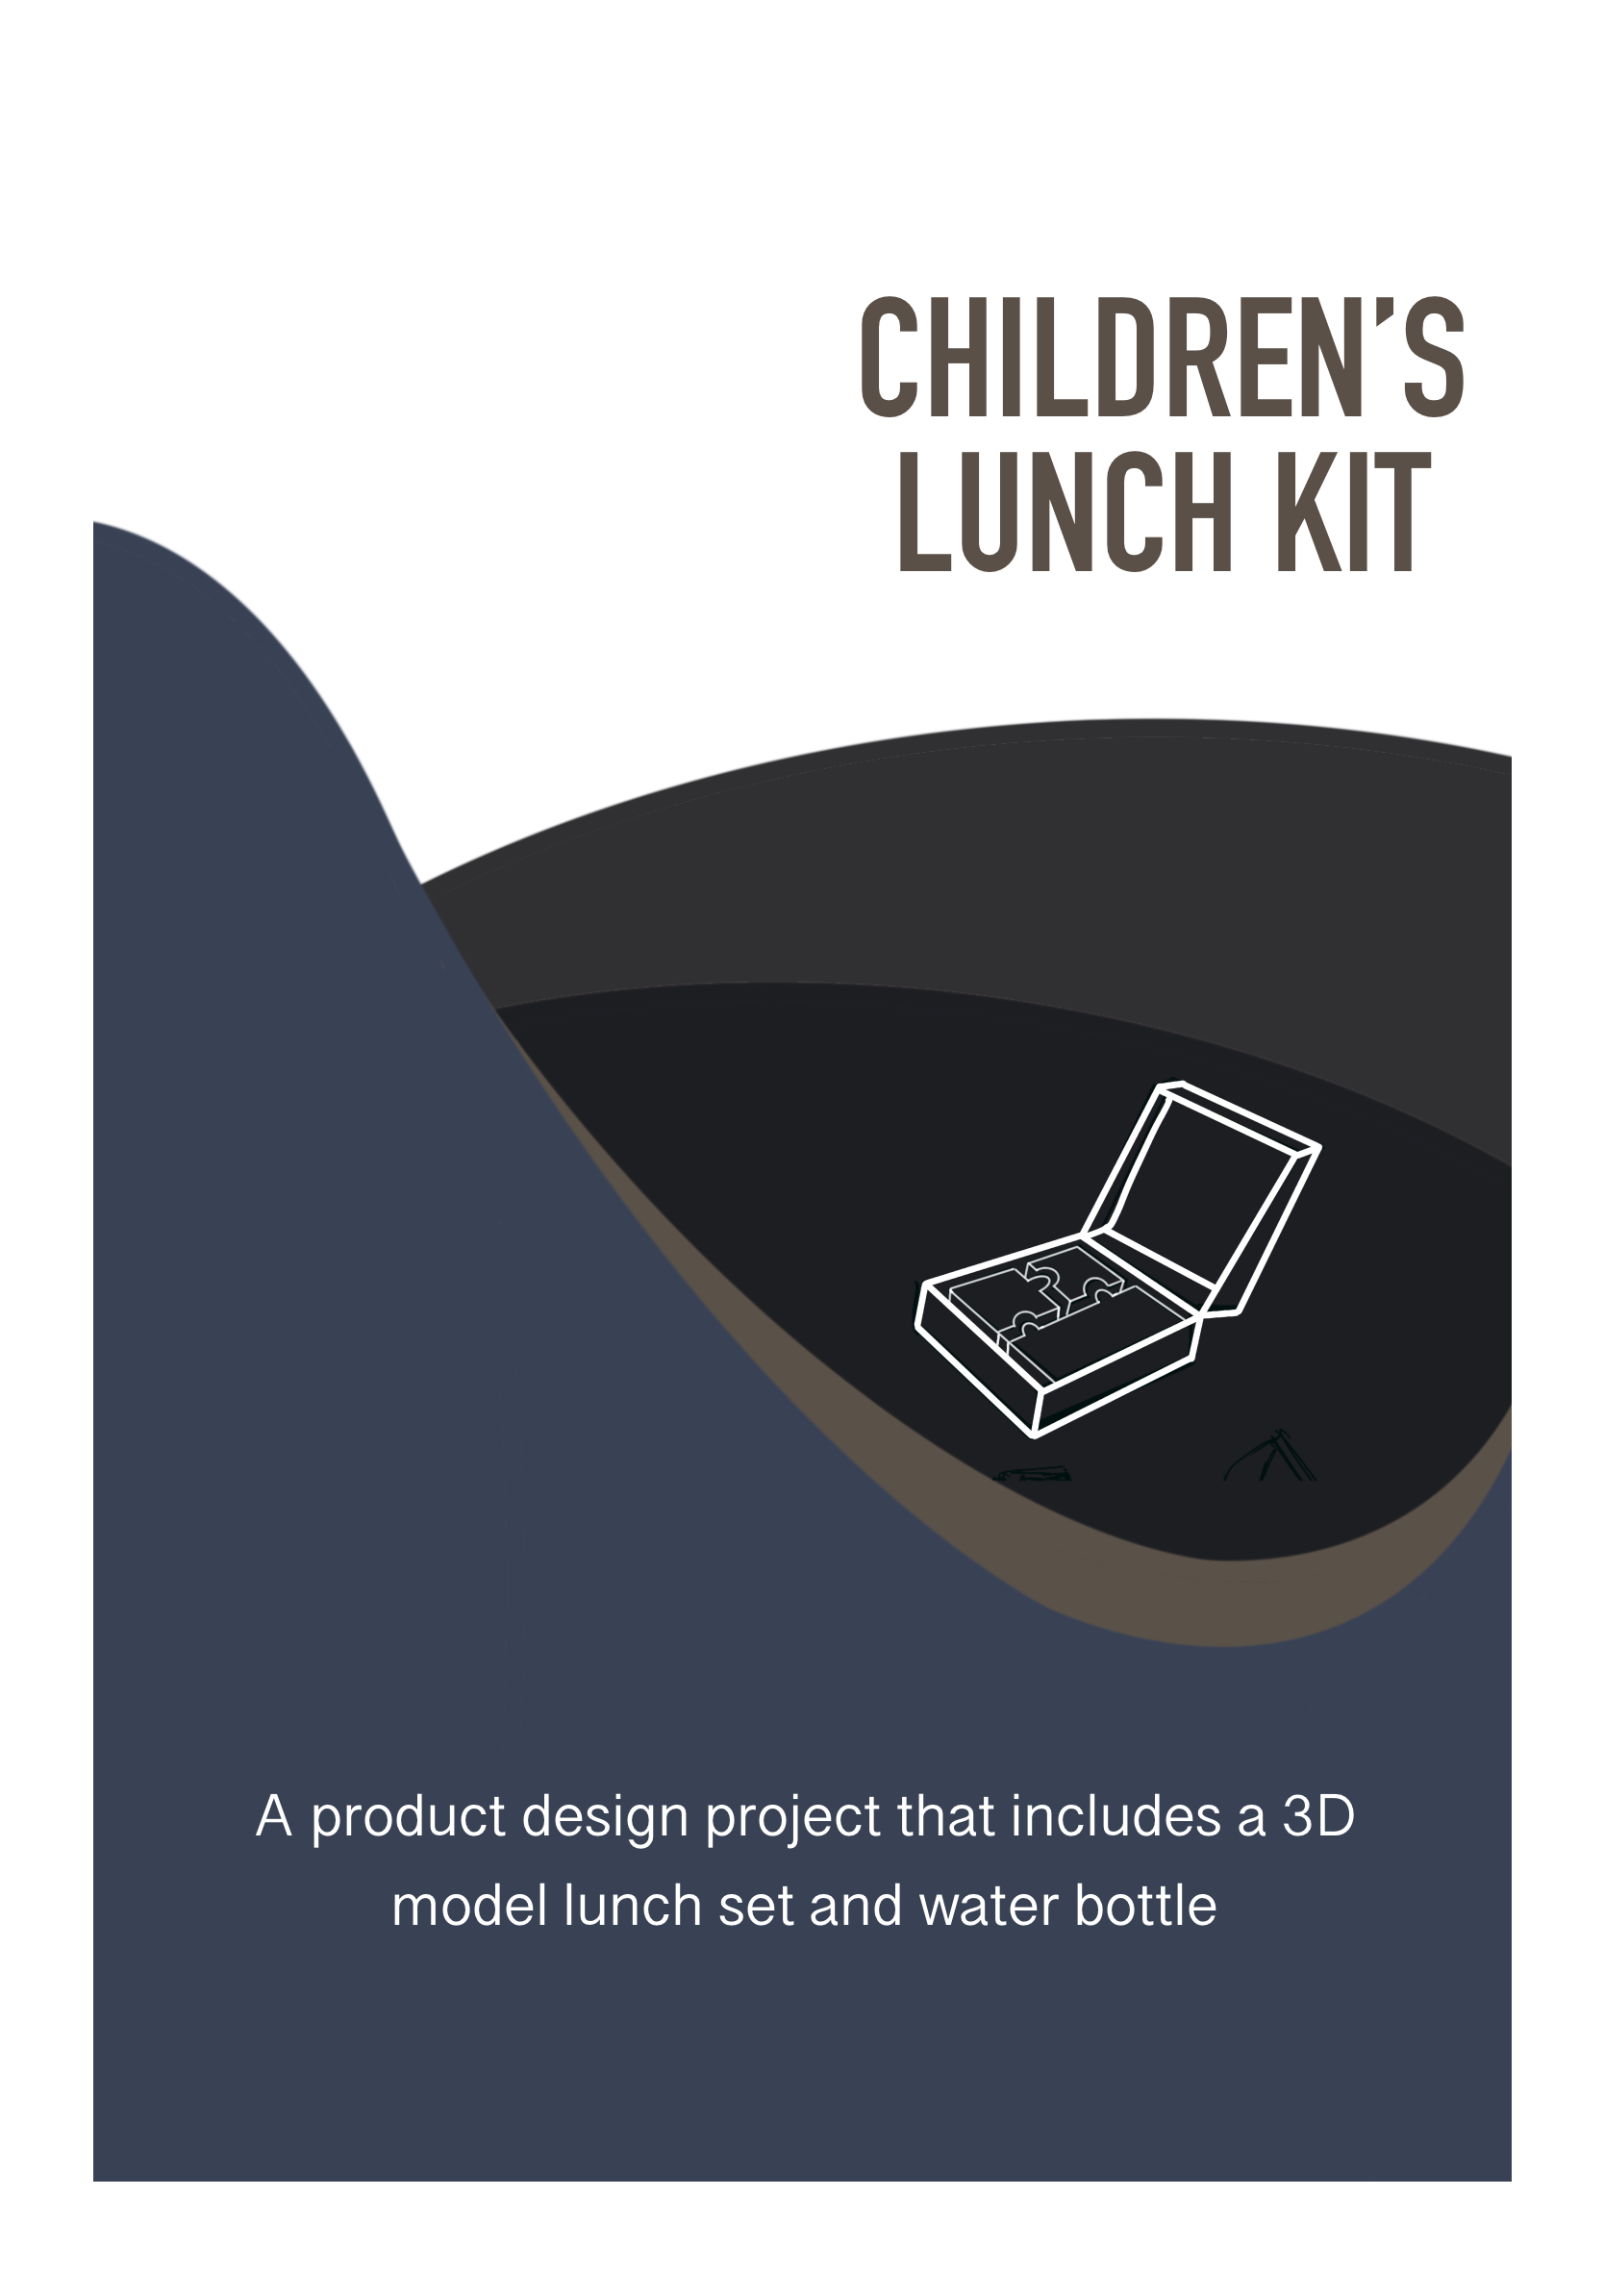 CHILDREN'S
LUNCH KIT
A product design project that includes a 3D
model lunch set and water bottle